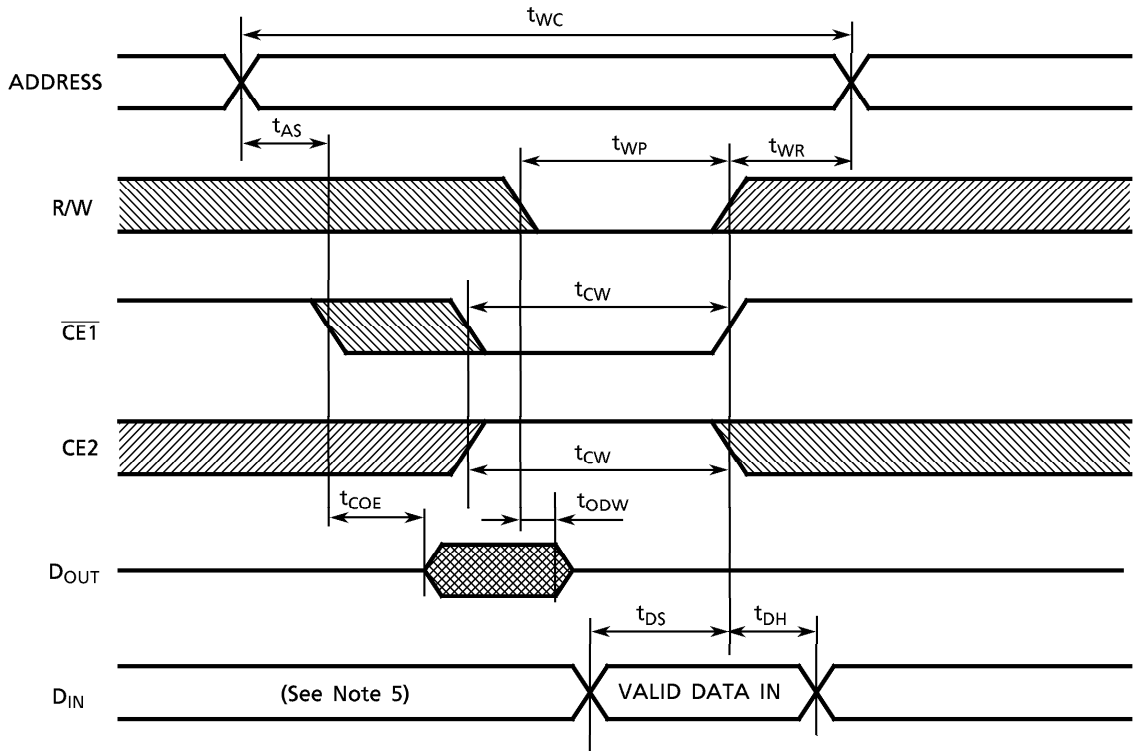 tWC
ADDRESS
tAS
tWP
tWR
R/W
tCW
CE1
CE2
tCW
tCOE
tODW
DOUT
tDS
tDH
DIN
(See Note 5)
VALID DATA IN